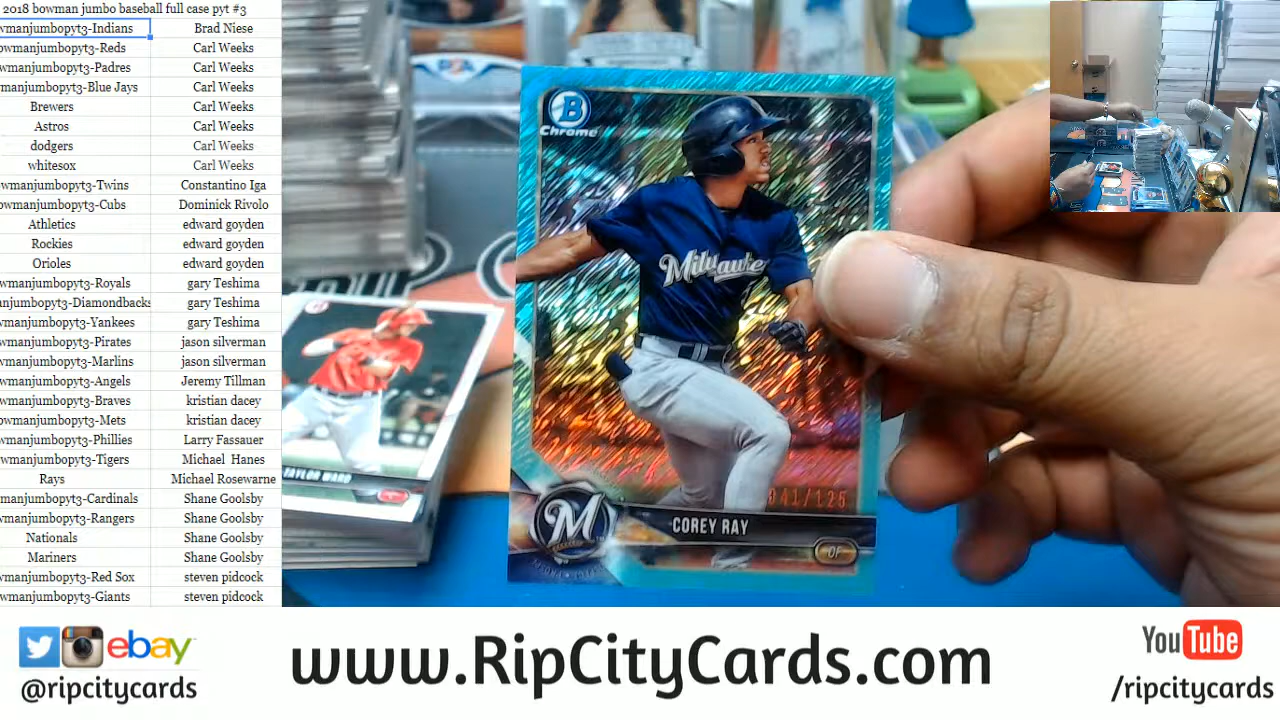 2018 bowman jumbo baseball full case pyt #3
wmanjumbopyt3-Indians Brad Niese
owmanjumbopyt3-Reds Carl Weeks
wmanjumbopyt3-Padres Carl Weeks
manjumbopyt3-Blue Jays Carl Weeks
Brewers Carl Weeks
Astros Carl Weeks
dodgers Carl Weeks
whitesox Carl Weeks
owmanjumbopyt3-Twins Constantino Iga
owmanjumbopyt3-Cubs Dominick Rivolo
Athletics edward goyden
Rockies edward goyden
Orioles edward goyden
wmanjumbopyt3-Royals gary Teshima
njumbopyt3-Diamondbacks gary Teshima
wmanjumbopyt3-Yankees gary Teshima
wmanjumbopyt3-Pirates jason silverman
wmanjumbopyt3-Marlins jason silverman
wmanjumbopyt3-Angels Jeremy Tillman
wmanjumbopyt3-Braves kristian dacey
owmanjumbopyt3-Mets kristian dacey
wmanjumbopyt3-Phillies Larry Fassauer
wmanjumbopyt3-Tigers Michael Hanes
Rays Michael Rosewarne
manjumbopyt3-Cardinals Shane Goolsby
wmanjumbopyt3-Rangers Shane Goolsby
Nationals Shane Goolsby
Mariners Shane Goolsby
wmanjumbopyt3-Red Sox steven pidcock
wmanjumbopyt3-Giants steven pidcock
B
Chrome
Milwaukee
041/125
M
COREY RAY
OF
TAYLOR WARD
ebay
@ripcitycards
www.RipCityCards.com
YouTube
/ripcitycards